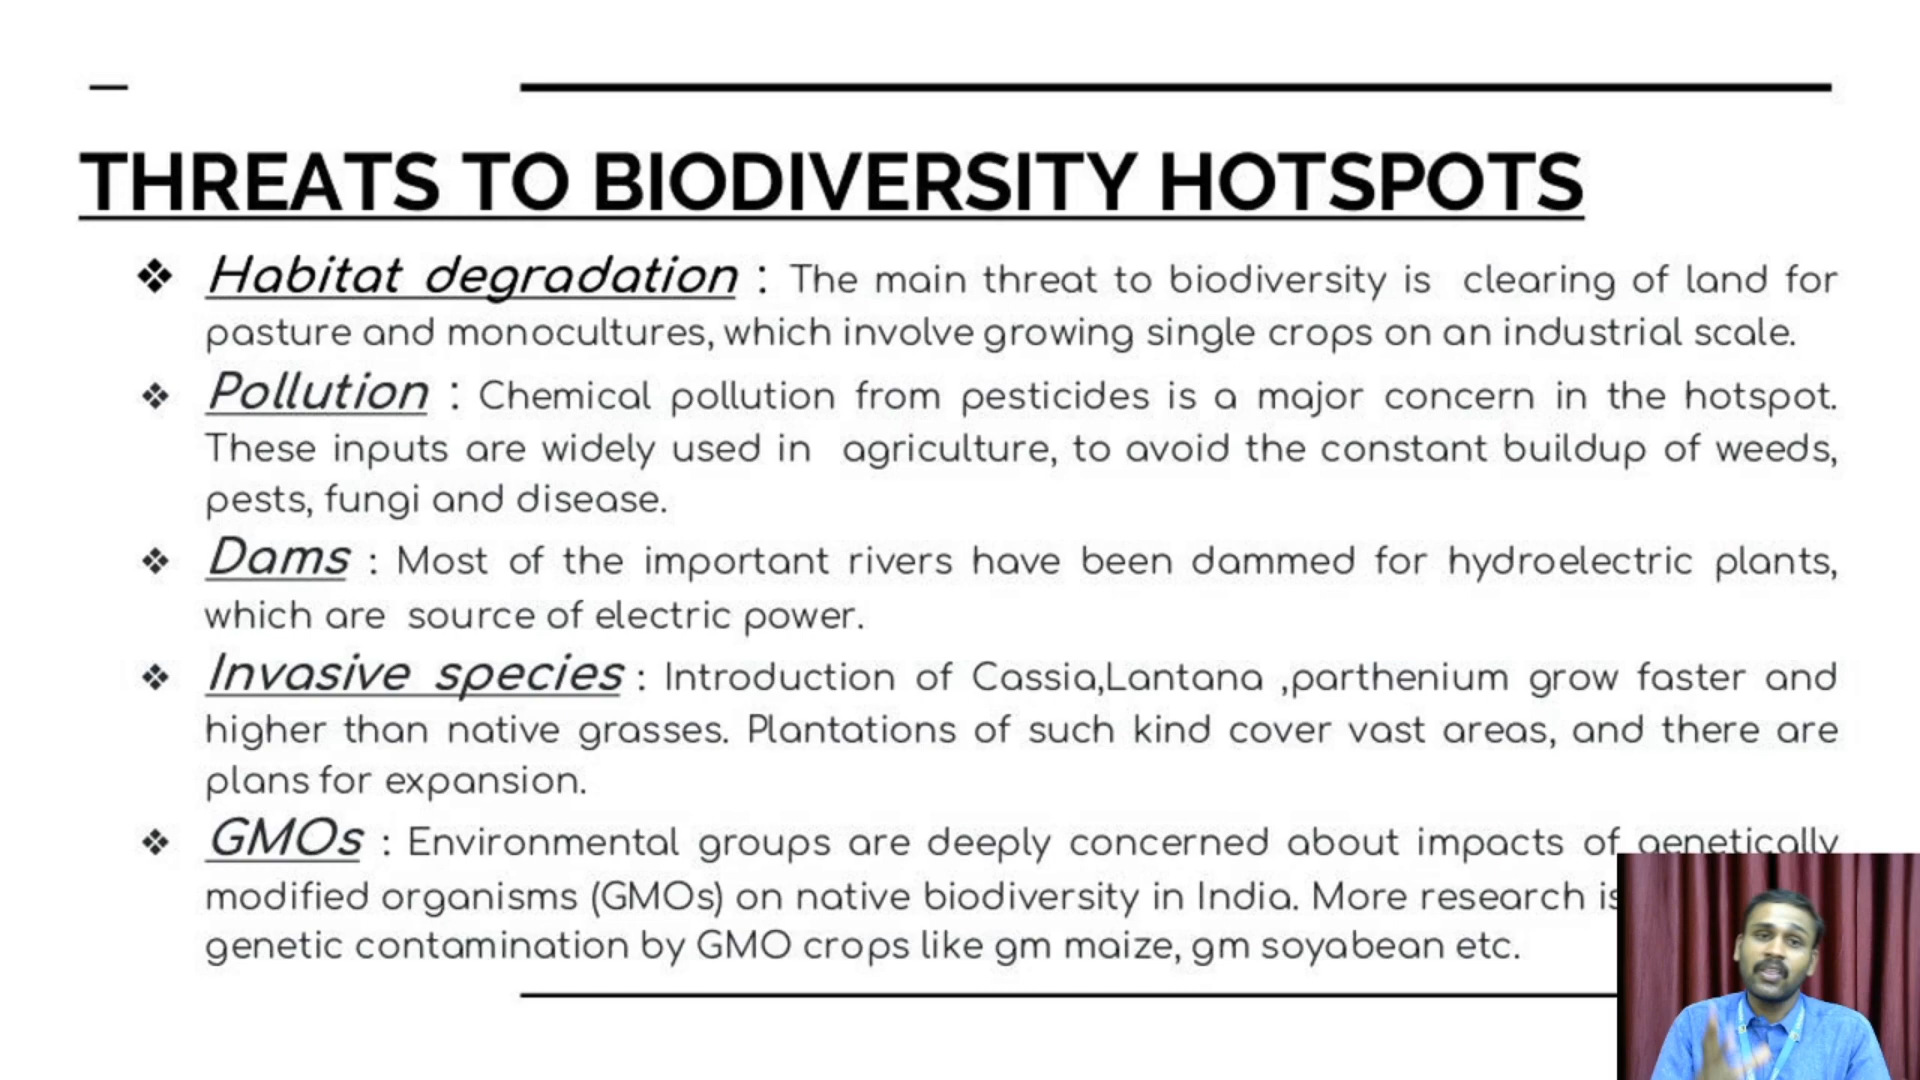 THREATS TO BIODIVERSITY HOTSPOTS
❖ Habitat degradation : The main threat to biodiversity is clearing of land for
pasture and monocultures, which involve growing single crops on an industrial scale.
❖ Pollution : Chemical pollution from pesticides is a major concern in the hotspot.
These inputs are widely used in agriculture, to avoid the constant buildup of weeds,
pests, fungi and disease.
❖ Dams : Most of the important rivers have been dammed for hydroelectric plants,
which are source of electric power.
❖ Invasive species : Introduction of Cassia,Lantana ,parthenium grow faster and
higher than native grasses. Plantations of such kind cover vast areas, and there are
plans for expansion.
❖ GMOs : Environmental groups are deeply concerned about impacts of genetically
modified organisms (GMOs) on native biodiversity in India. More research is
genetic contamination by GMO crops like gm maize, gm soyabean etc.